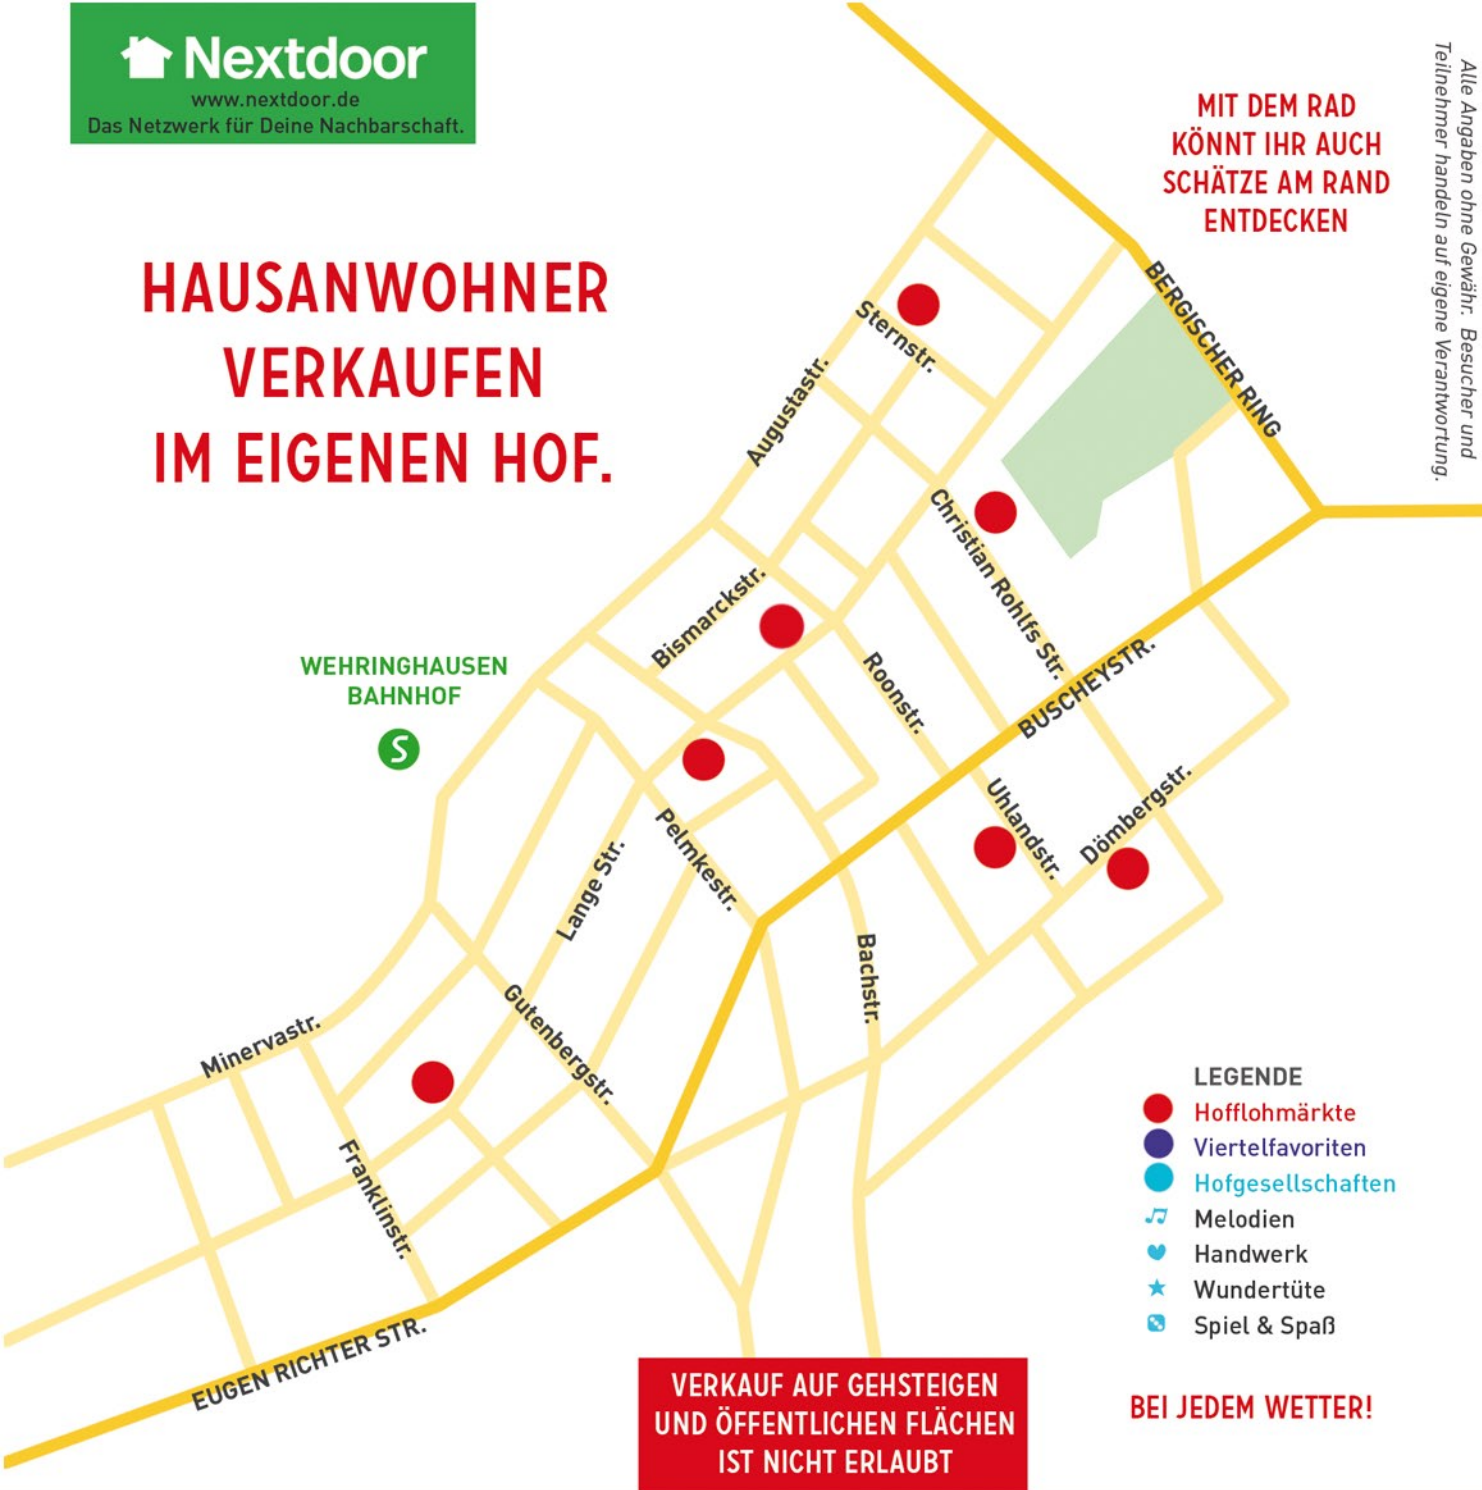 Nextdoor
www.nextdoor.de
Das Netzwerk für Deine Nachbarschaft.
HAUSANWOHNER
VERKAUFEN
IM EIGENEN HOF.
MIT DEM RAD
KÖNNT IHR AUCH
SCHÄTZE AM RAND
ENTDECKEN
Alle Angaben ohne Gewähr. Besucher und
Teilnehmer handeln auf eigene Verantwortung.
BERGISCHER RING
Sternstr.
Augustastr.
Christian Rohlfs Str.
Bismarckstr.
Roonstr.
BUSCHEYSTR.
WEHRINGHAUSEN
BAHNHOF
S
Uhlandstr.
Dömbergstr.
Pelmkestr.
Lange Str.
Bachstr.
Gutenbergstr.
Minervastr.
Franklinstr.
EUGEN RICHTER STR.
LEGENDE
Hofflohmärkte
Viertelfavoriten
Hofgesellschaften
Melodien
Handwerk
Wundertüte
Spiel & Spaß
VERKAUF AUF GEHSTEIGEN
UND ÖFFENTLICHEN FLÄCHEN
IST NICHT ERLAUBT
BEI JEDEM WETTER!